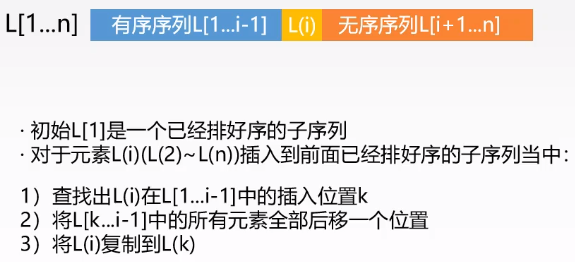 L[1...n] 有序序列L[1...i-1] L(i) 无序序列L[i+1...n]
· 初始L[1]是一个已经排好序的子序列
· 对于元素L(i)(L(2)~L(n))插入到前面已经排好序的子序列当中：
1）查找出L(i)在L[1...i-1]中的插入位置k
2）将L[k...i-1]中的所有元素全部后移一个位置
3）将L(i)复制到L(k)